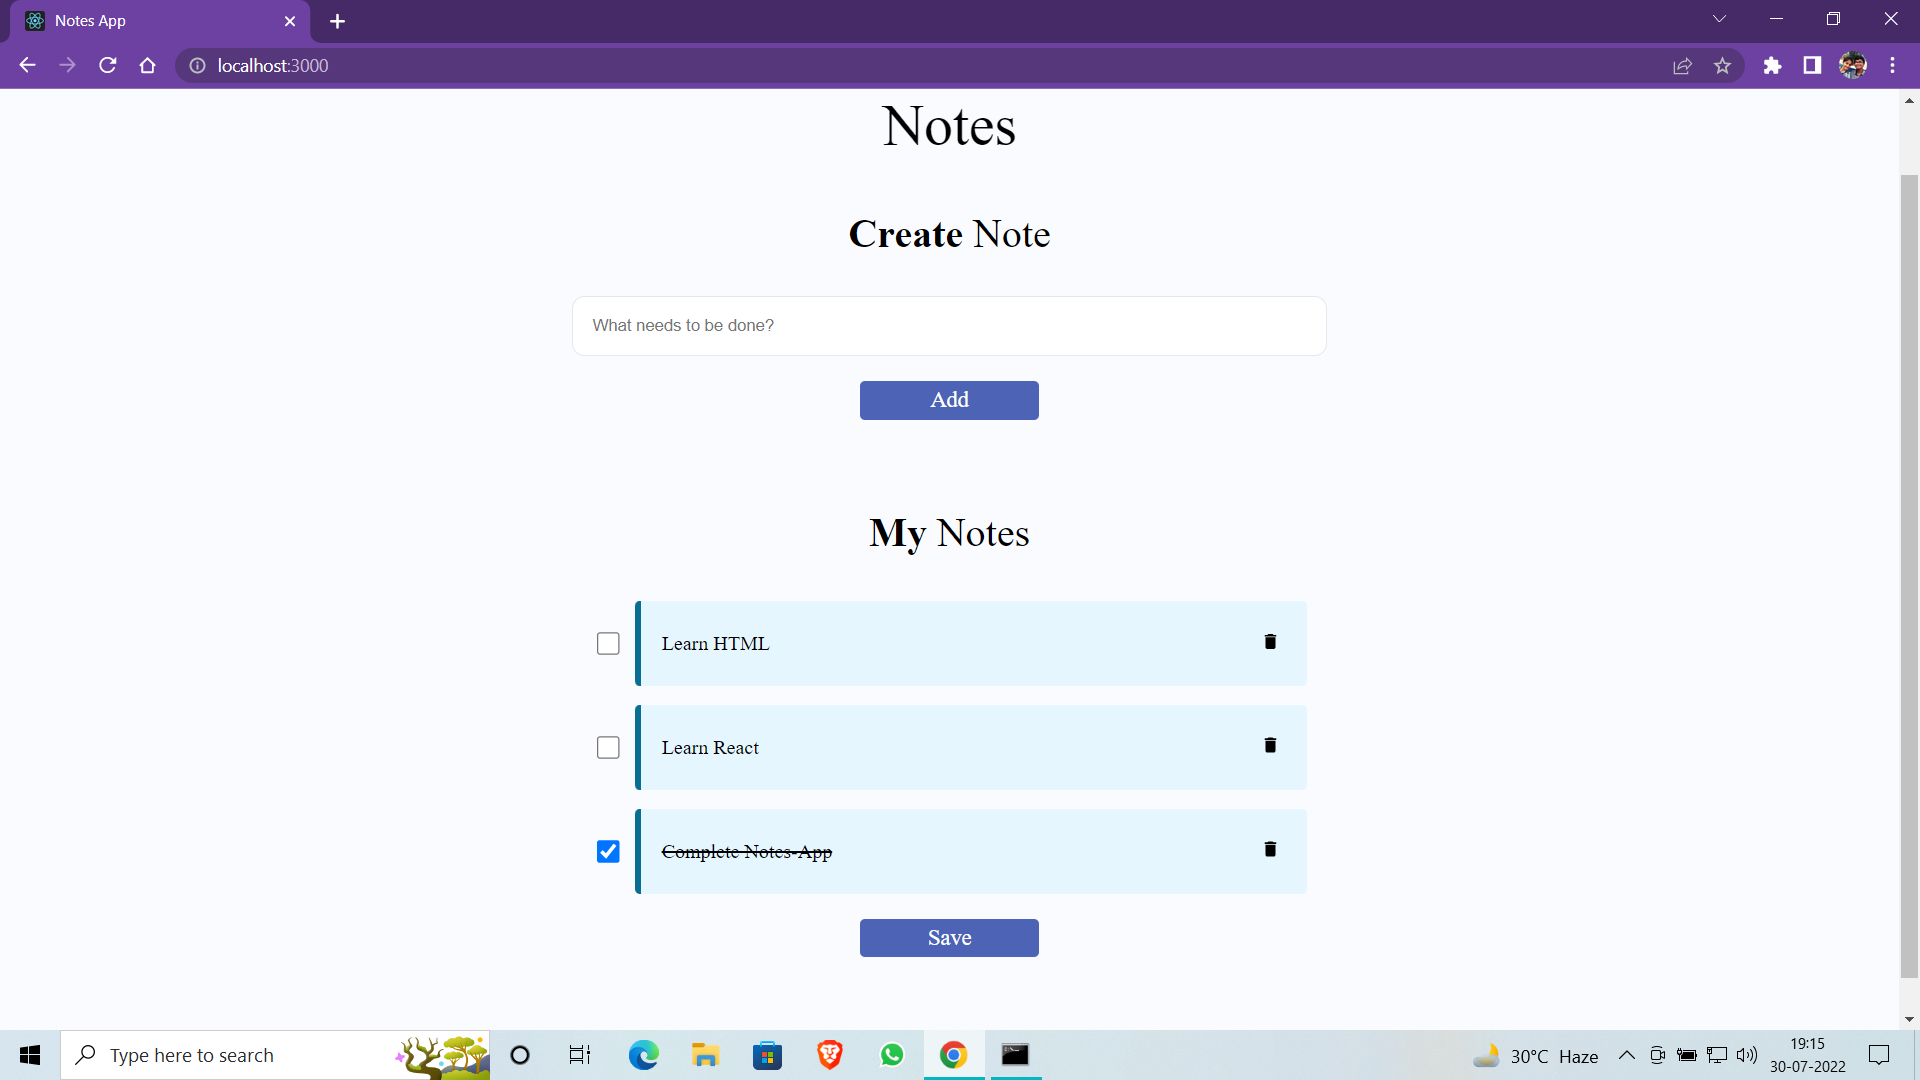 Notes App
localhost:3000
Notes
Create Note
What needs to be done?
Add
My Notes
Learn HTML
Learn React
Complete Notes-App
Save
Type here to search
30°C Haze
19:15
30-07-2022